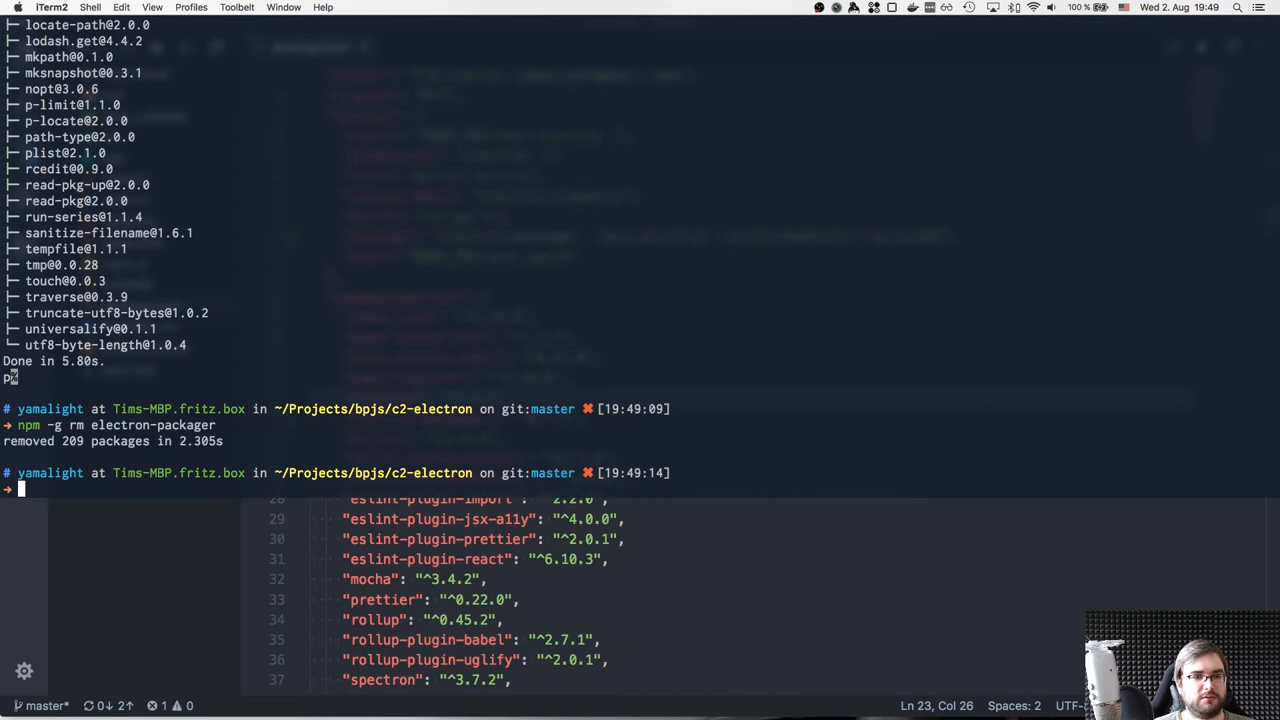 iTerm2 Shell Edit View Profiles Toolbelt Window Help 100 % Wed 2. Aug 19:49
├─ locate-path@2.0.0
├─ lodash.get@4.4.2
├─ mkpath@0.1.0
├─ mksnapshot@0.3.1
├─ nopt@3.0.6
├─ p-limit@1.1.0
├─ p-locate@2.0.0
├─ path-type@2.0.0
├─ plist@2.1.0
├─ rcedit@0.9.0
├─ read-pkg-up@2.0.0
├─ read-pkg@2.0.0
├─ run-series@1.1.4
├─ sanitize-filename@1.6.1
├─ tempfile@1.1.1
├─ tmp@0.0.28
├─ touch@0.0.3
├─ traverse@0.3.9
├─ truncate-utf8-bytes@1.0.2
├─ universalify@0.1.1
└─ utf8-byte-length@1.0.4
Done in 5.80s.
# yamalight at Tims-MBP.fritz.box in ~/Projects/bpjs/c2-electron on git:master ✖ [19:49:09]
➜ npm -g rm electron-packager
removed 209 packages in 2.305s
# yamalight at Tims-MBP.fritz.box in ~/Projects/bpjs/c2-electron on git:master ✖ [19:49:14]
➜
28 "eslint-plugin-import": "^2.2.0",
29 "eslint-plugin-jsx-a11y": "^4.0.0",
30 "eslint-plugin-prettier": "^2.0.1",
31 "eslint-plugin-react": "^6.10.3",
32 "mocha": "^3.4.2",
33 "prettier": "^0.22.0",
34 "rollup": "^0.45.2",
35 "rollup-plugin-babel": "^2.7.1",
36 "rollup-plugin-uglify": "^2.0.1",
37 "spectron": "^3.7.2",
master* 0↓ 2↑ 1 0 Ln 23, Col 26 Spaces: 2 UTF-